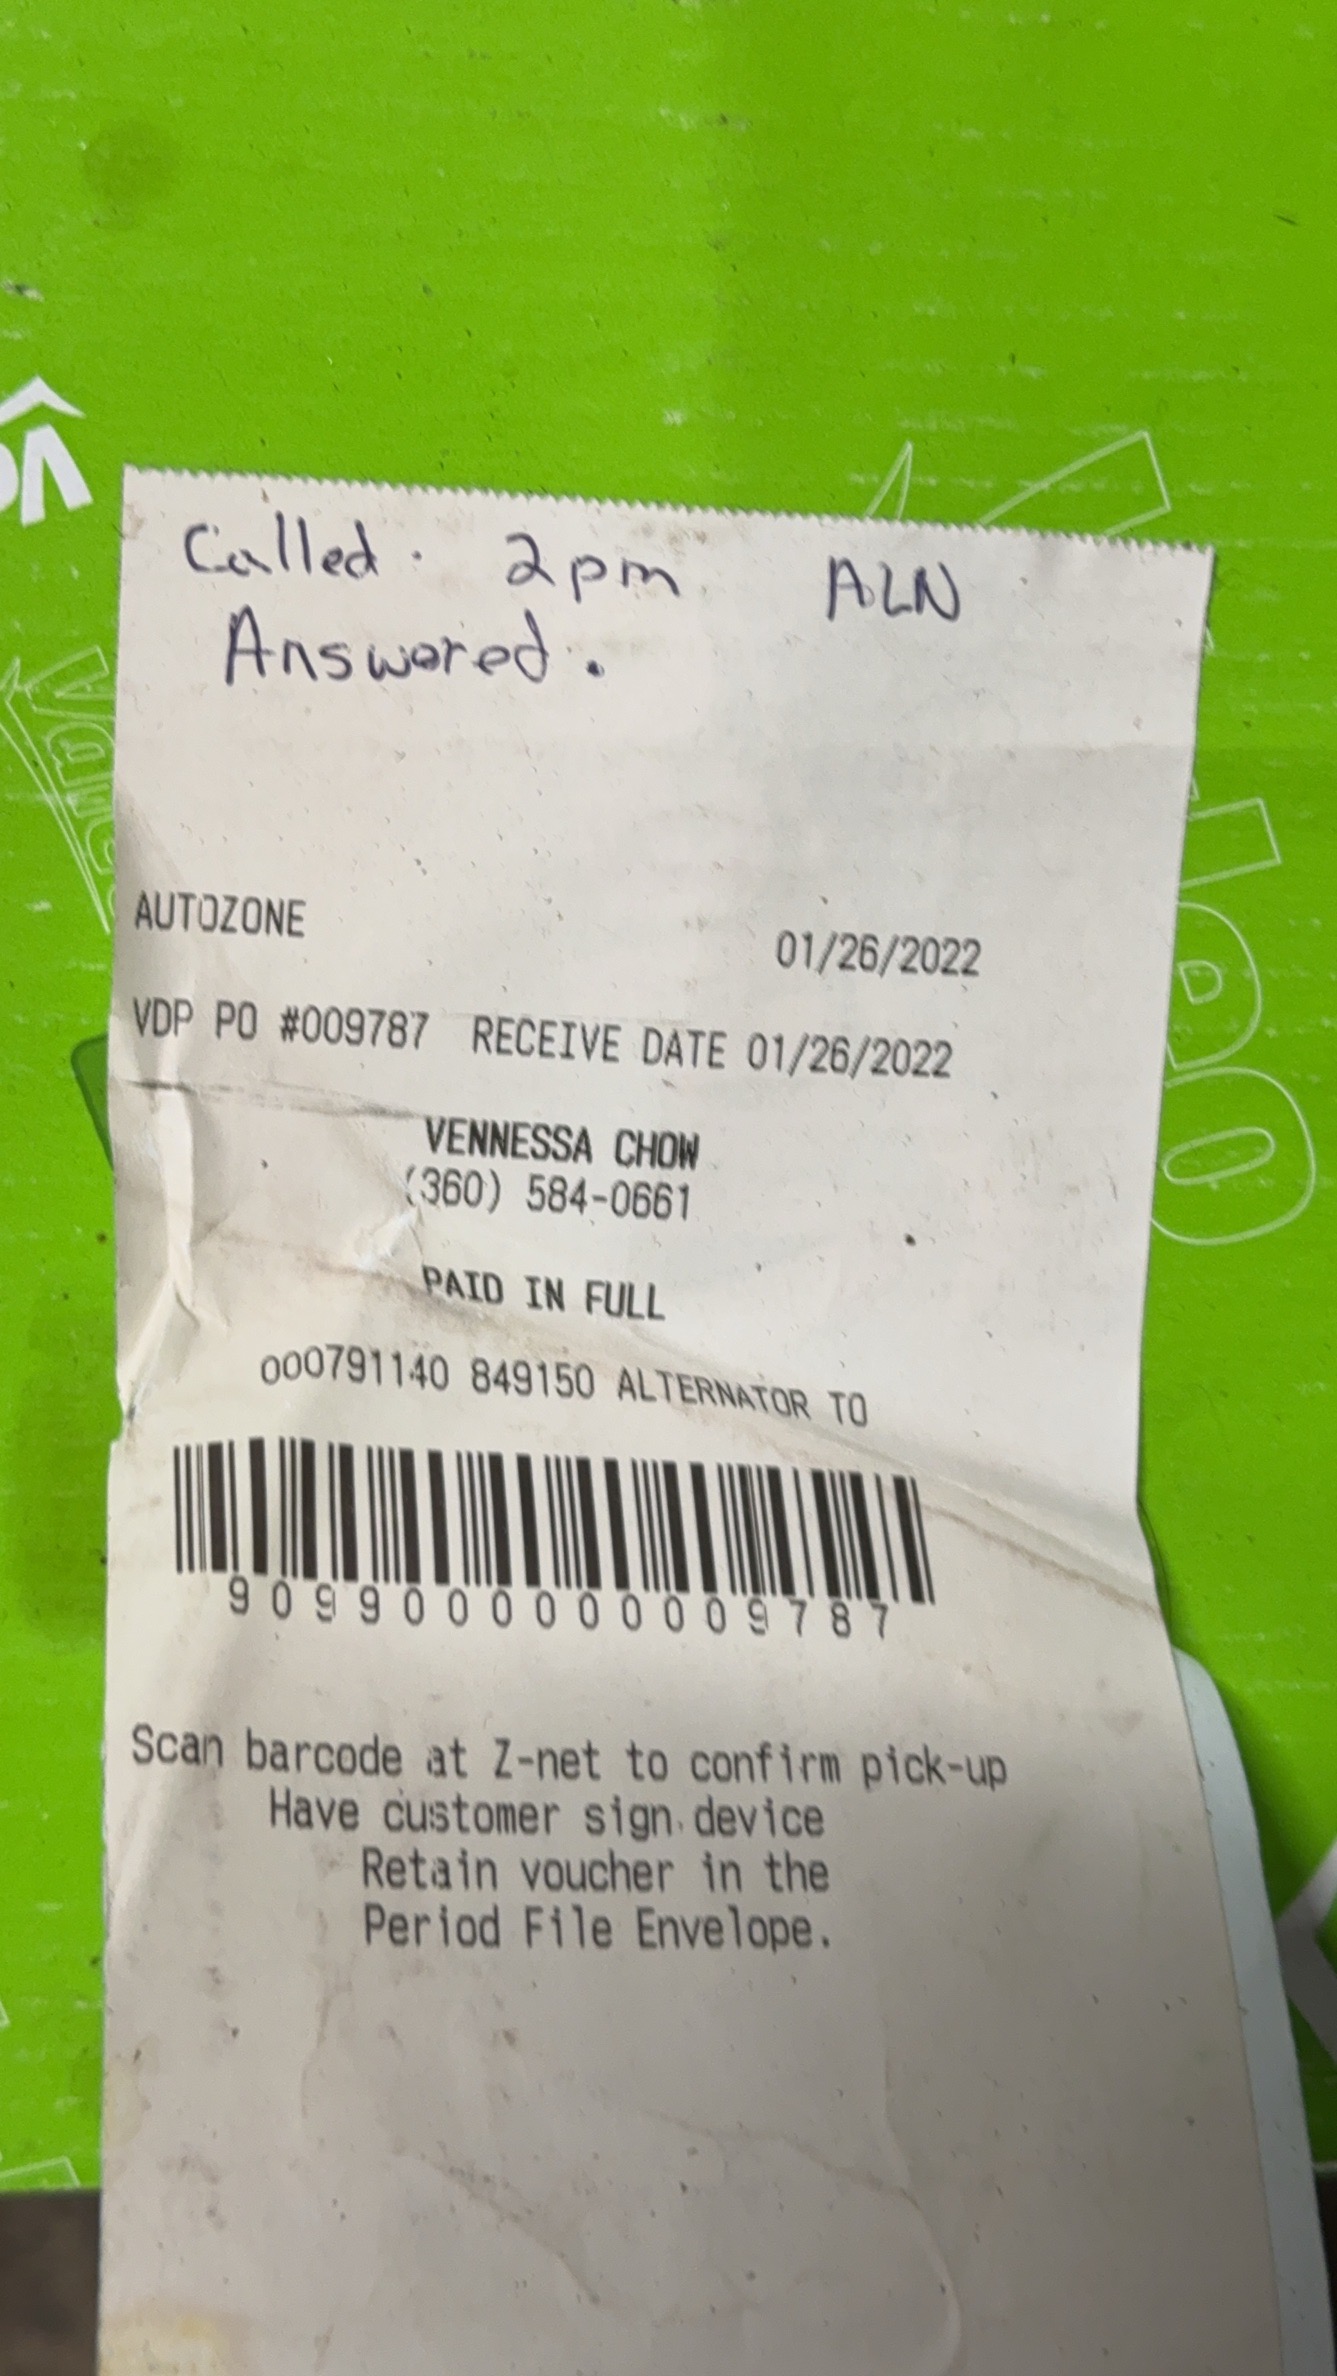 Called. 2pm ALN
Answered.
AUTOZONE
01/26/2022
VDP PO #009787 RECEIVE DATE 01/26/2022
VENNESSA CHOW
(360) 584-0661
PAID IN FULL
000791140 849150 ALTERNATOR TO
9099000000009787
Scan barcode at Z-net to confirm pick-up
Have customer sign device
Retain voucher in the
Period File Envelope.